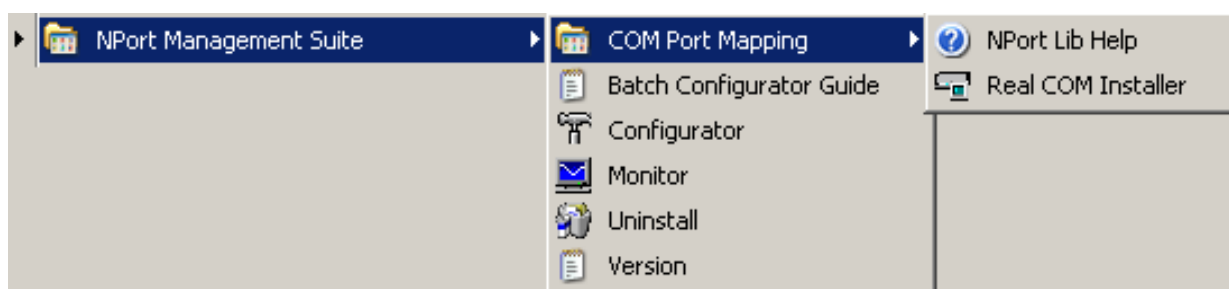 NPort Management Suite
COM Port Mapping
Batch Configurator Guide
Configurator
Monitor
Uninstall
Version
NPort Lib Help
Real COM Installer